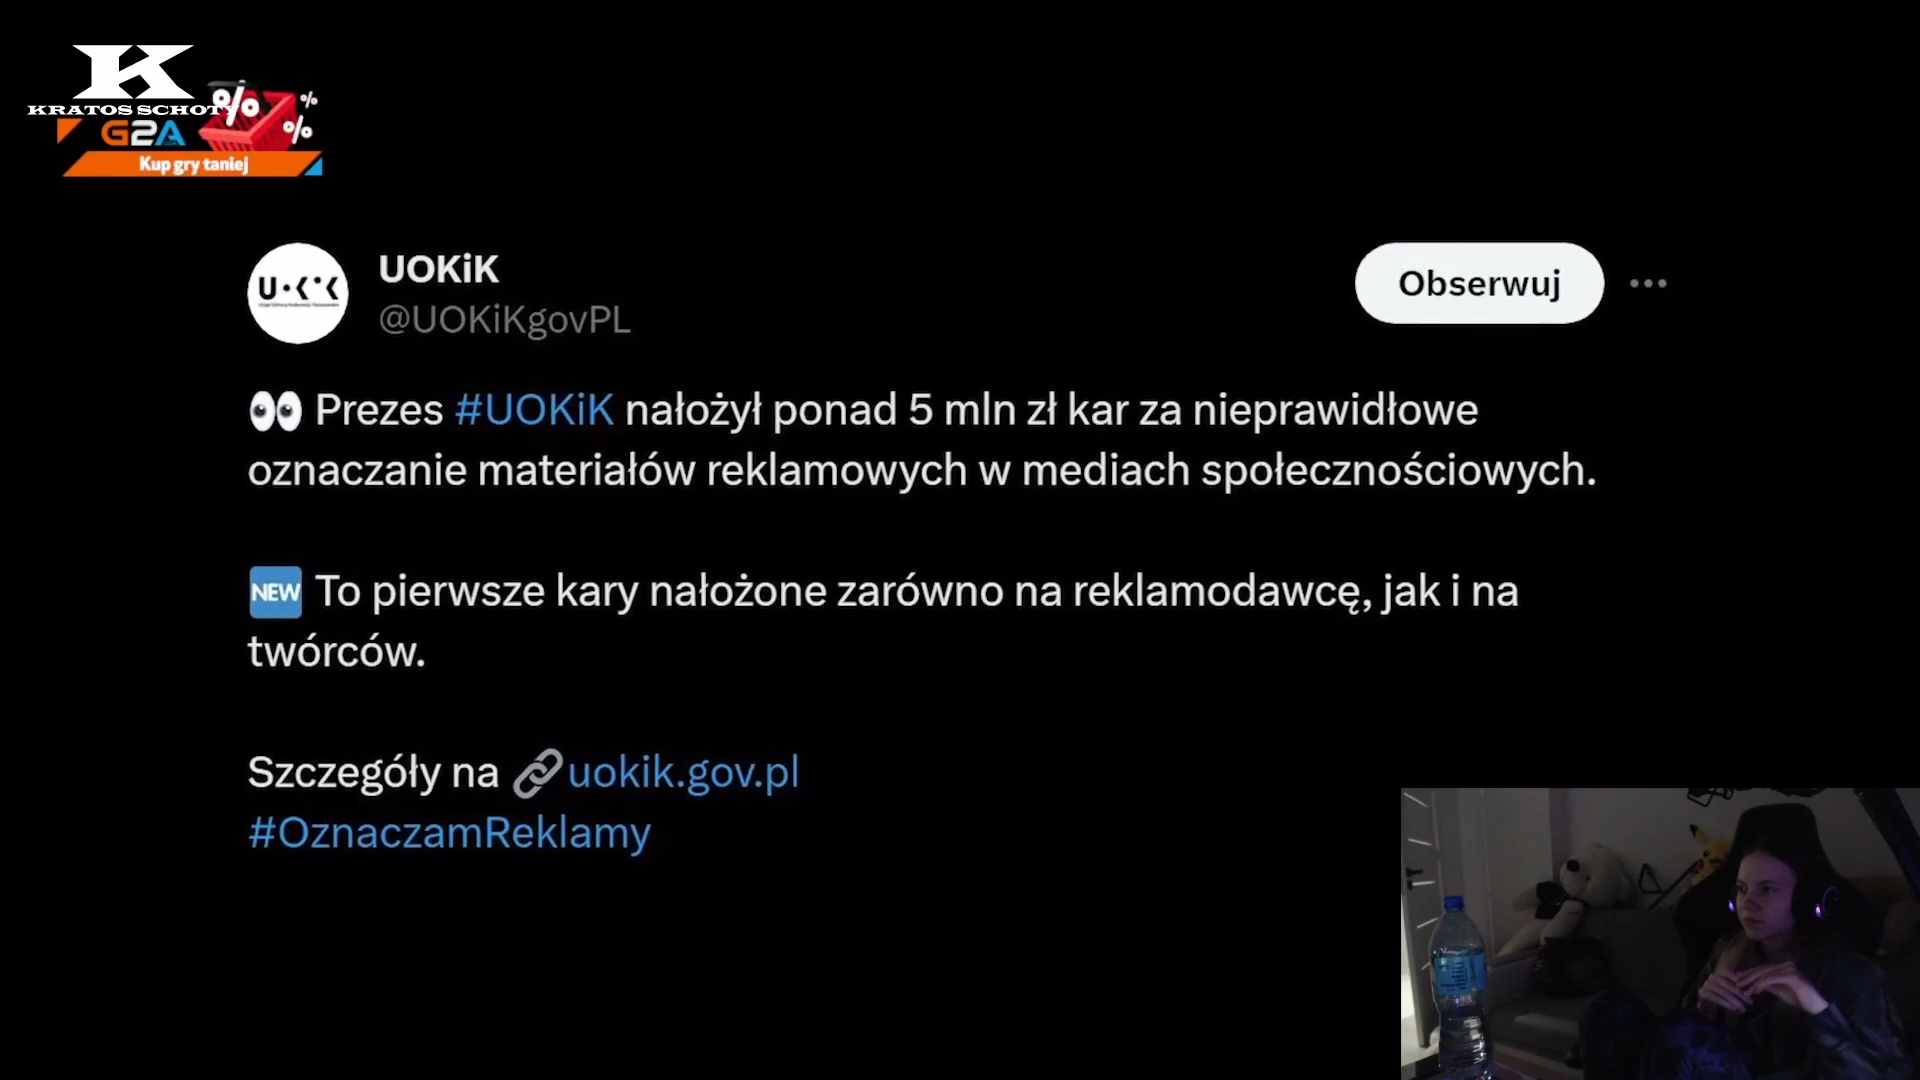 K
KRATOS SCHOTY
G2A
% % %
Kup gry taniej
U·K·K
UOKiK
@UOKiKgovPL
Obserwuj
👀 Prezes #UOKiK nałożył ponad 5 mln zł kar za nieprawidłowe
oznaczanie materiałów reklamowych w mediach społecznościowych.
NEW To pierwsze kary nałożone zarówno na reklamodawcę, jak i na
twórców.
Szczegóły na 🔗uokik.gov.pl
#OznaczamReklamy